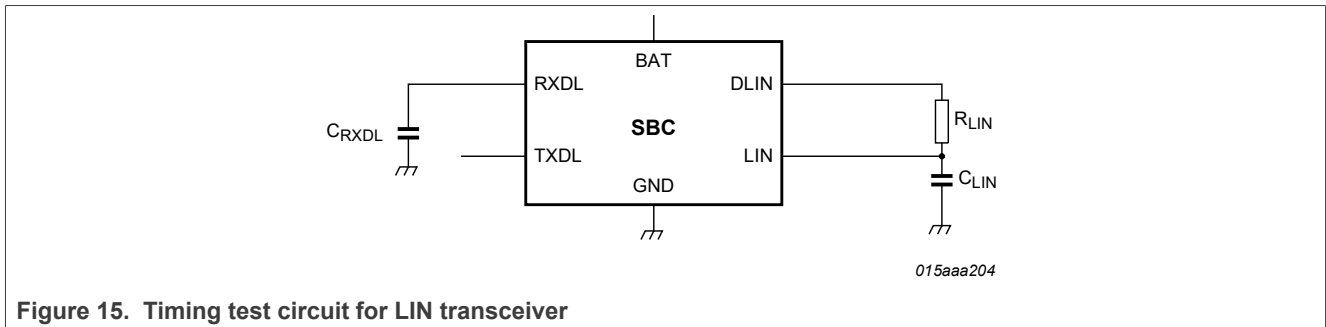 BAT
RXDL
DLIN
SBC
RLIN
CRXDL
TXDL
LIN
CLIN
GND
015aaa204
Figure 15. Timing test circuit for LIN transceiver